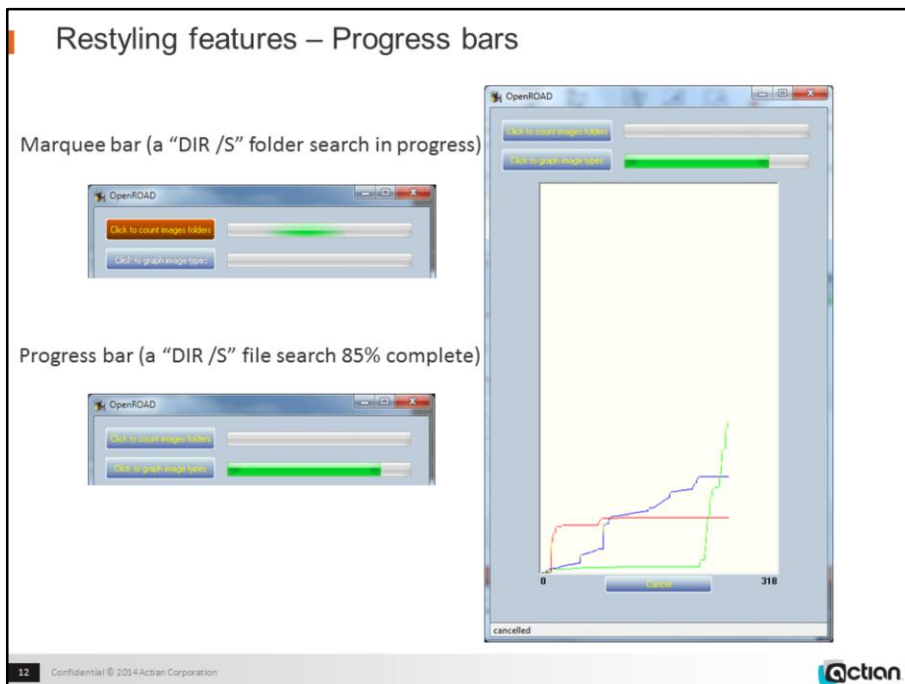 Restyling features – Progress bars
Marquee bar (a “DIR /S” folder search in progress)
OpenROAD
Click to count images folders
Click to graph image types
Progress bar (a “DIR /S” file search 85% complete)
OpenROAD
Click to count images folders
Click to graph image types
OpenROAD
Click to count images folders
Click to graph image types
0
318
Cancel
cancelled
12
Confidential © 2014 Actian Corporation
actian